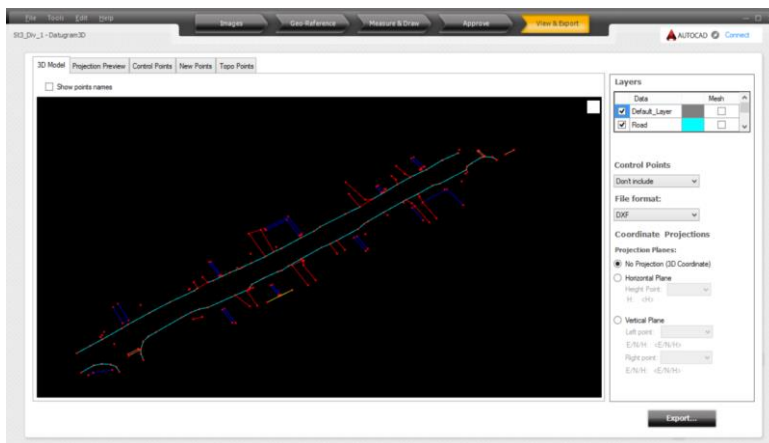 File Tools Edit Help
Images Geo-Reference Measure & Draw Approve View & Export
St3_Div_1 - Datugram3D
AUTOCAD Connect
3D Model Projection Preview Control Points New Points Topo Points
Show points names
Layers
Data Mesh
Default_Layer
Road
Control Points
Don't include
File format:
DXF
Coordinate Projections
Projection Planes:
No Projection (3D Coordinate)
Horizontal Plane
Height Point
H <H>
Vertical Plane
Left point
E/N/H <E/N/H>
Right point
E/N/H <E/N/H>
Export...